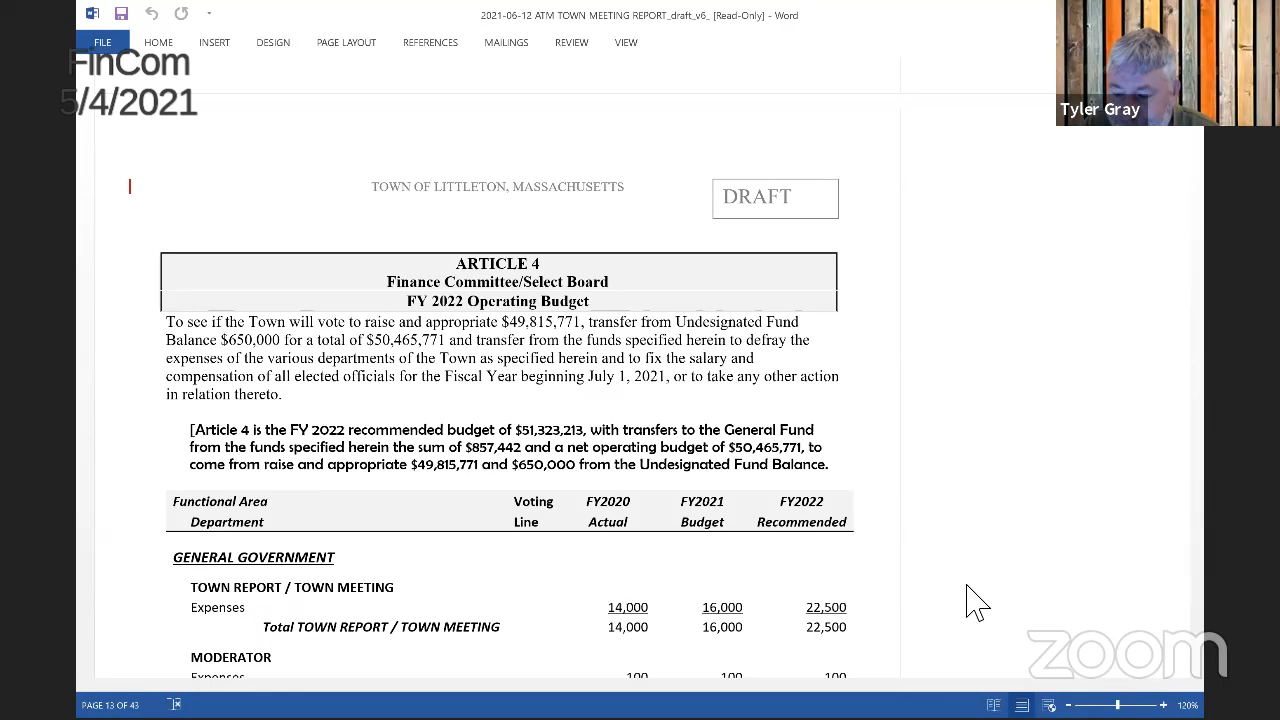 2021-06-12 ATM TOWN MEETING REPORT_draft_v6_ [Read-Only] - Word
FILE HOME INSERT DESIGN PAGE LAYOUT REFERENCES MAILINGS REVIEW VIEW
FinCom
5/4/2021
Tyler Gray
TOWN OF LITTLETON, MASSACHUSETTS
DRAFT
ARTICLE 4
Finance Committee/Select Board
FY 2022 Operating Budget
To see if the Town will vote to raise and appropriate $49,815,771, transfer from Undesignated Fund
Balance $650,000 for a total of $50,465,771 and transfer from the funds specified herein to defray the
expenses of the various departments of the Town as specified herein and to fix the salary and
compensation of all elected officials for the Fiscal Year beginning July 1, 2021, or to take any other action
in relation thereto.
[Article 4 is the FY 2022 recommended budget of $51,323,213, with transfers to the General Fund
from the funds specified herein the sum of $857,442 and a net operating budget of $50,465,771, to
come from raise and appropriate $49,815,771 and $650,000 from the Undesignated Fund Balance.
Functional Area Voting FY2020 FY2021 FY2022
Department Line Actual Budget Recommended
GENERAL GOVERNMENT
TOWN REPORT / TOWN MEETING
Expenses 14,000 16,000 22,500
Total TOWN REPORT / TOWN MEETING 14,000 16,000 22,500
MODERATOR
Expenses 100 100 100
zoom
PAGE 13 OF 43
120%